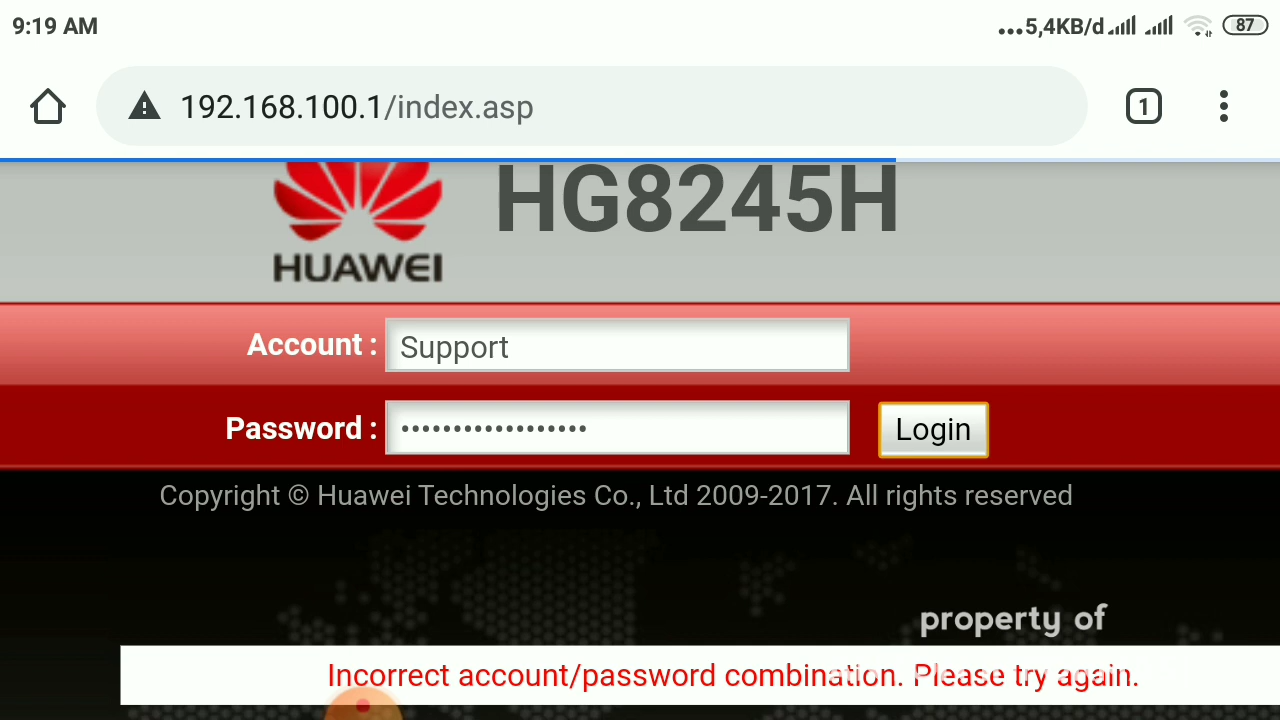 9:19 AM
...5,4KB/d
87
192.168.100.1/index.asp
1
HG8245H
HUAWEI
Account :
Support
Password :
••••••••••••••••••
Login
Copyright © Huawei Technologies Co., Ltd 2009-2017. All rights reserved
property of
Incorrect account/password combination. Please try again.